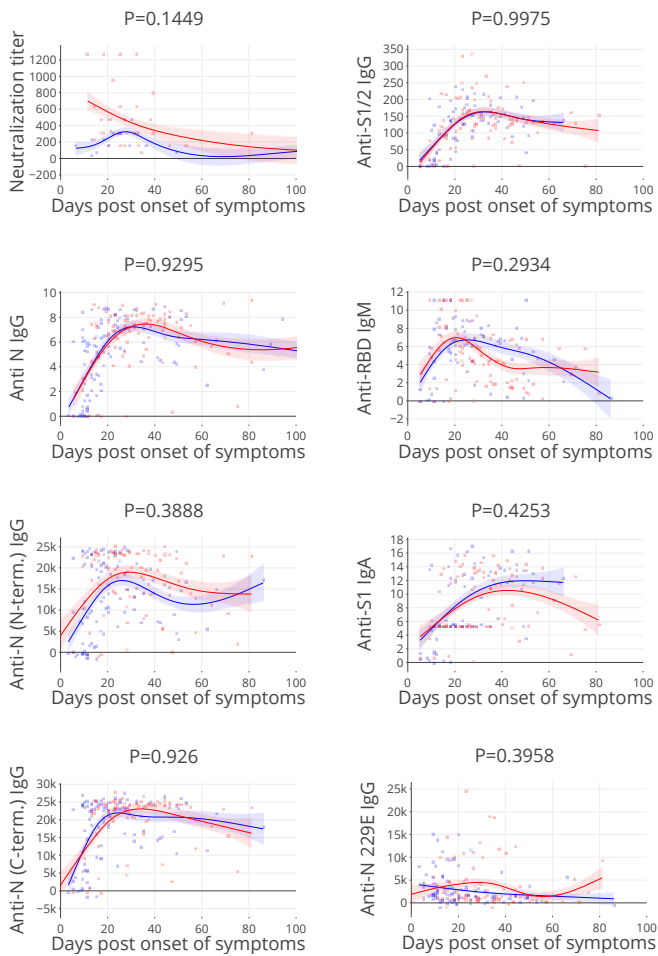 P=0.1449
Neutralization titer
1200
1000
800
600
400
200
0
−200
0 20 40 60 80 100
Days post onset of symptoms
P=0.9975
Anti-S1/2 IgG
350
300
250
200
150
100
50
0
0 20 40 60 80 100
Days post onset of symptoms
P=0.9295
Anti N IgG
10
8
6
4
2
0
0 20 40 60 80 100
Days post onset of symptoms
P=0.2934
Anti-RBD IgM
12
10
8
6
4
2
0
−2
0 20 40 60 80 100
Days post onset of symptoms
P=0.3888
Anti-N (N-term.) IgG
25k
20k
15k
10k
5k
0
0 20 40 60 80 100
Days post onset of symptoms
P=0.4253
Anti-S1 IgA
18
16
14
12
10
8
6
4
2
0
0 20 40 60 80 100
Days post onset of symptoms
P=0.926
Anti-N (C-term.) IgG
30k
25k
20k
15k
10k
5k
0
−5k
0 20 40 60 80 100
Days post onset of symptoms
P=0.3958
Anti-N 229E IgG
25k
20k
15k
10k
5k
0
0 20 40 60 80 100
Days post onset of symptoms